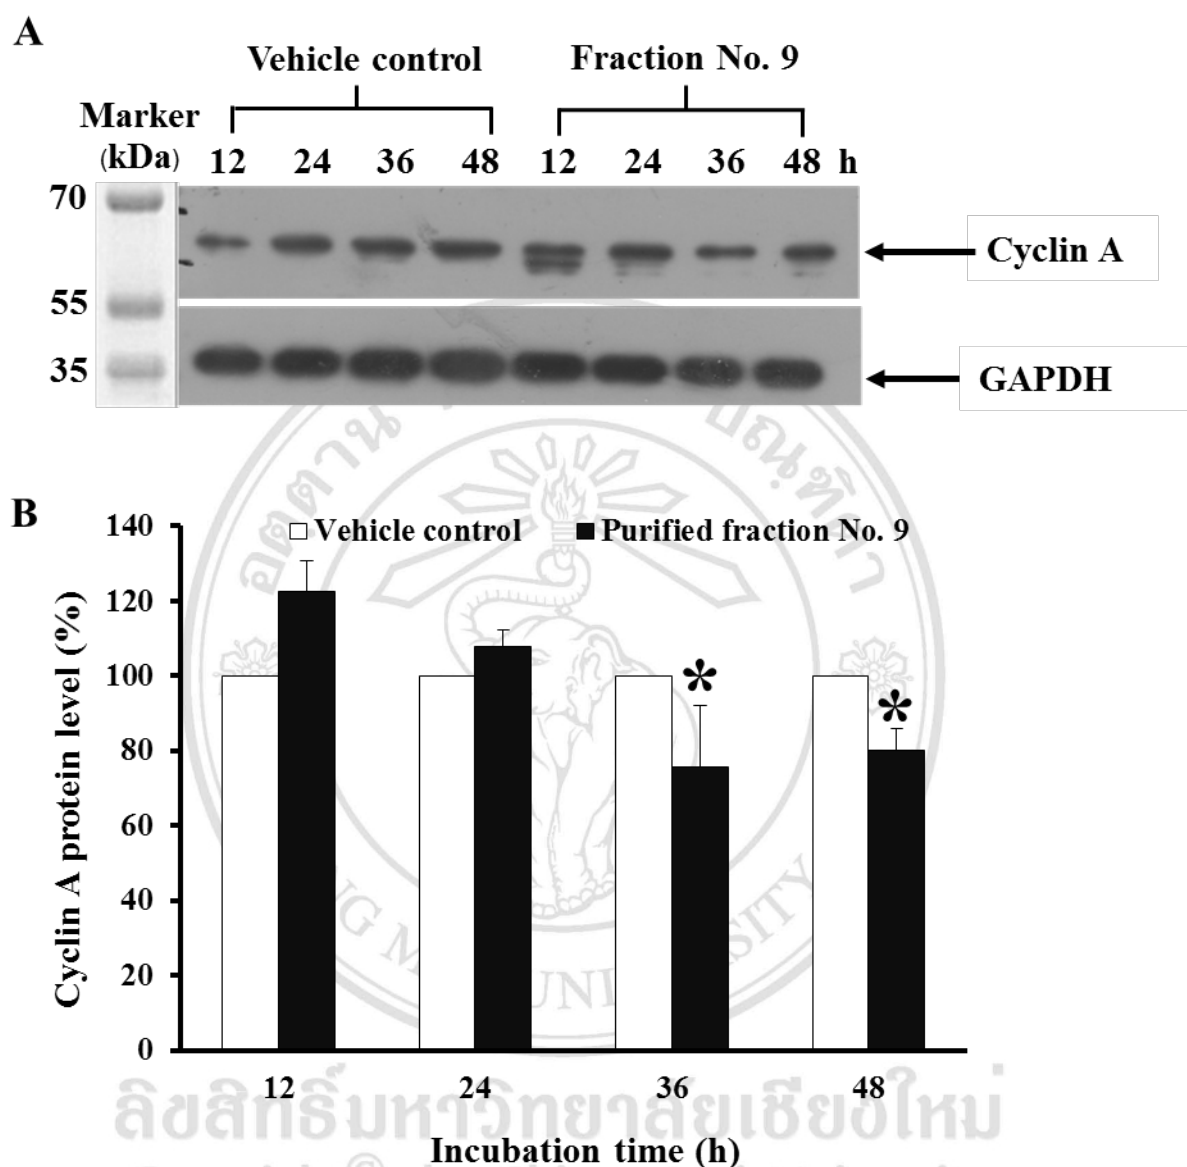 A
Vehicle control Fraction No. 9
Marker
(kDa) 12 24 36 48 12 24 36 48 h
70
Cyclin A
55
35
GAPDH
B
140
Vehicle control Purified fraction No. 9
120
100
* 
*
80
60
40
20
0
Cyclin A protein level (%)
12 24 36 48
ลิขสิทธิ์มหาวิทยาลัยเชียงใหม่
Incubation time (h)